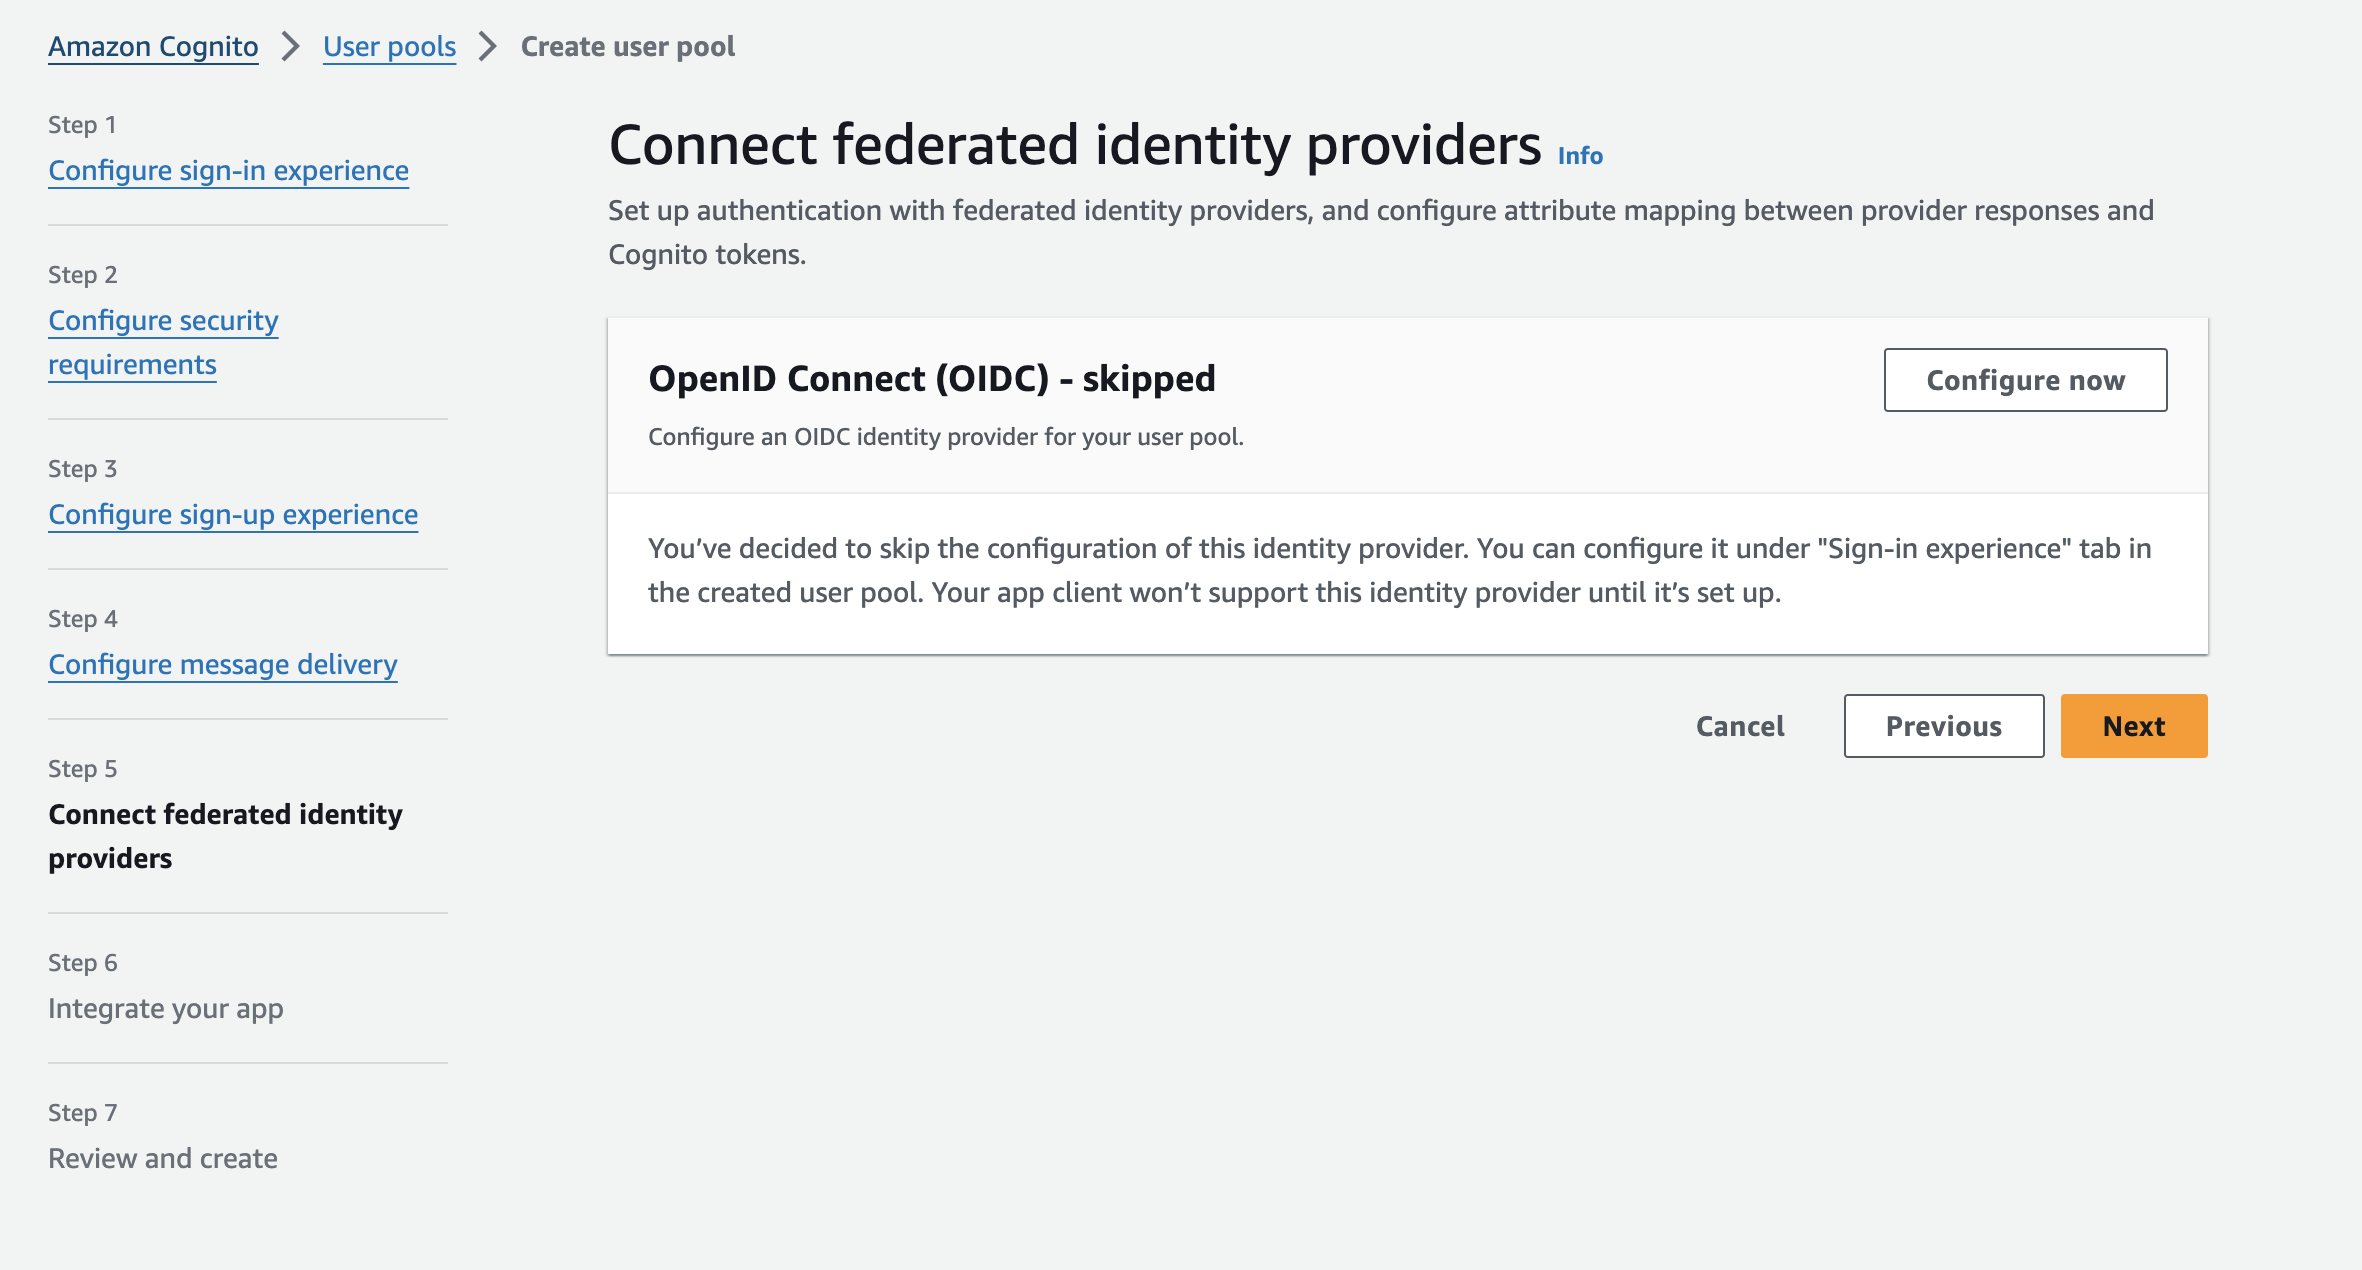 Amazon Cognito > User pools > Create user pool
Step 1
Configure sign-in experience
Step 2
Configure security
requirements
Step 3
Configure sign-up experience
Step 4
Configure message delivery
Step 5
Connect federated identity
providers
Step 6
Integrate your app
Step 7
Review and create
Connect federated identity providers Info
Set up authentication with federated identity providers, and configure attribute mapping between provider responses and
Cognito tokens.
OpenID Connect (OIDC) - skipped
Configure now
Configure an OIDC identity provider for your user pool.
You’ve decided to skip the configuration of this identity provider. You can configure it under "Sign-in experience" tab in
the created user pool. Your app client won’t support this identity provider until it’s set up.
Cancel Previous Next